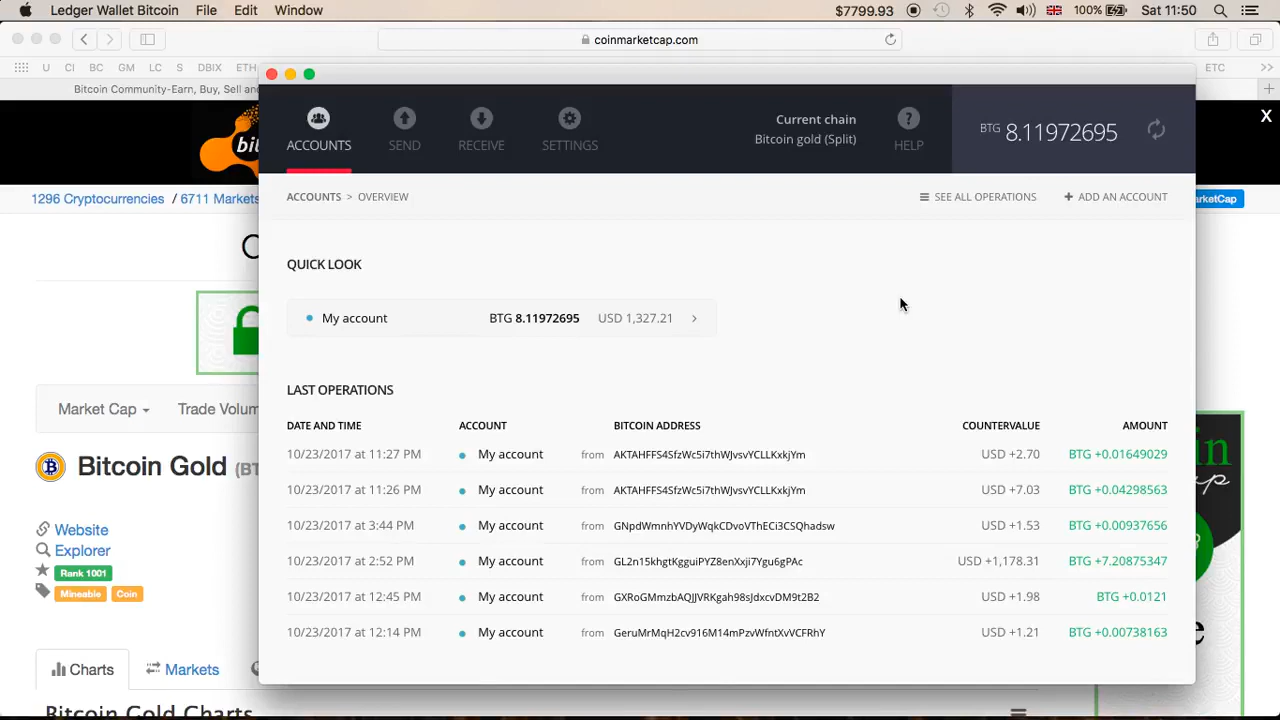 Ledger Wallet Bitcoin File Edit Window $7799.93 100% Sat 11:50
coinmarketcap.com
U CI BC GM LC S DBIX ETH ETC >>
Bitcoin Community-Earn, Buy, Sell and
X
ACCOUNTS SEND RECEIVE SETTINGS
Current chain
Bitcoin gold (Split)
? HELP
BTG 8.11972695
1296 Cryptocurrencies / 6711 Markets
ACCOUNTS > OVERVIEW SEE ALL OPERATIONS + ADD AN ACCOUNT
QUICK LOOK
My account BTG 8.11972695 USD 1,327.21 >
LAST OPERATIONS
DATE AND TIME ACCOUNT BITCOIN ADDRESS COUNTERVALUE AMOUNT
10/23/2017 at 11:27 PM My account from AKTAHFFS4SfzWc5i7thWJvsvYCLLKxkjYm USD +2.70 BTG +0.01649029
10/23/2017 at 11:26 PM My account from AKTAHFFS4SfzWc5i7thWJvsvYCLLKxkjYm USD +7.03 BTG +0.04298563
10/23/2017 at 3:44 PM My account from GNpdWmnhYVDyWqkCDvoVThECi3CSQhadsw USD +1.53 BTG +0.00937656
10/23/2017 at 2:52 PM My account from GL2n15khgtKgguiPYZ8enXxji7Ygu6gPAc USD +1,178.31 BTG +7.20875347
10/23/2017 at 12:45 PM My account from GXRoGMmzbAQJJVRKgah98sJdxcvDM9t2B2 USD +1.98 BTG +0.0121
10/23/2017 at 12:14 PM My account from GeruMrMqH2cv916M14mPzvWfntXvVCFRhY USD +1.21 BTG +0.00738163
Market Cap Trade Volum
Bitcoin Gold (BT
Website
Explorer
Rank 1001
Mineable Coin
Charts Markets
Bitcoin Gold Charts